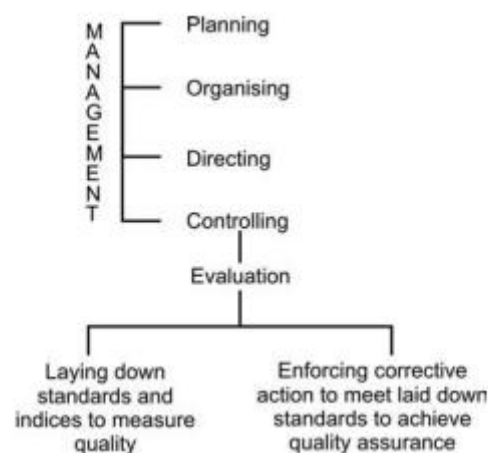 MANAGEMENT
Planning
Organising
Directing
Controlling
Evaluation
Laying down
standards and
indices to measure
quality
Enforcing corrective
action to meet laid down
standards to achieve
quality assurance